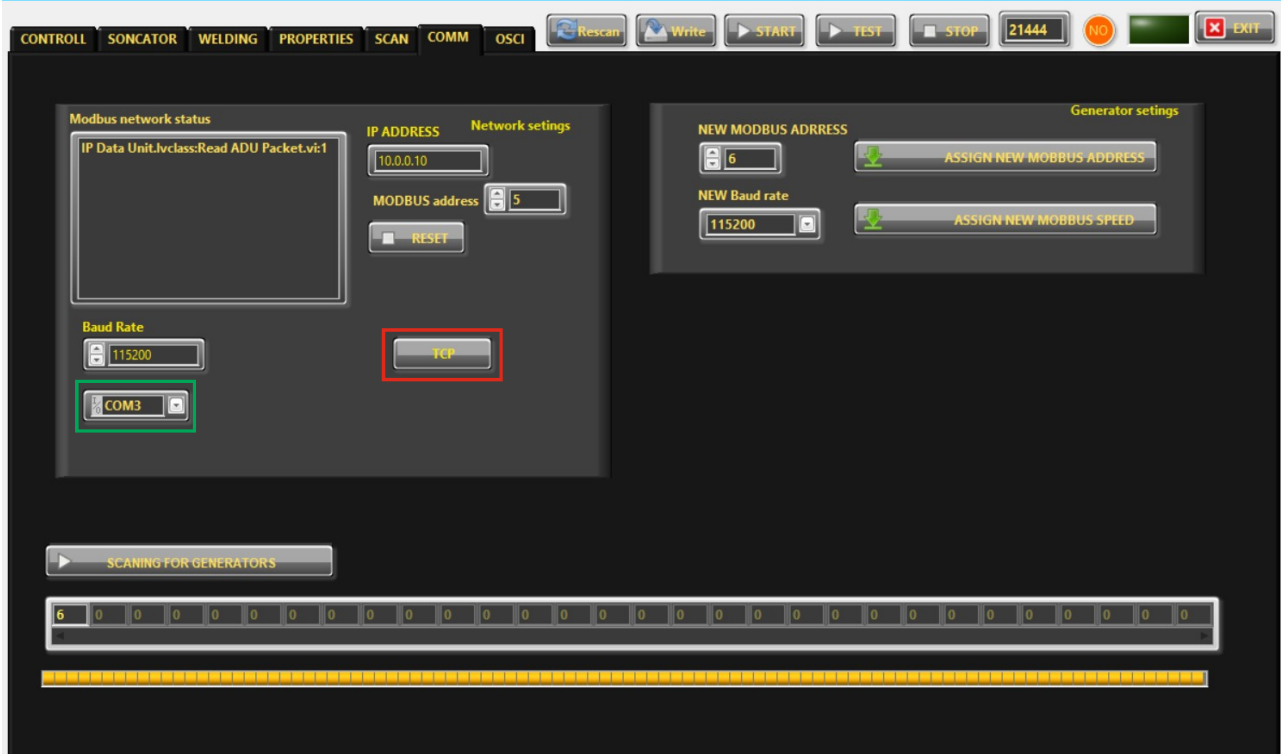 CONTROLL SONCATOR WELDING PROPERTIES SCAN COMM OSCI Rescan Write START TEST STOP 21444 NO EXIT
Modbus network status
IP Data Unit.lvclass:Read ADU Packet.vi:1
Network setings
IP ADDRESS
10.0.0.10
MODBUS address 5
RESET
Baud Rate
115200
TCP
I/O COM3
Generator setings
NEW MODBUS ADRRESS
6 ASSIGN NEW MOBBUS ADDRESS
NEW Baud rate
115200 ASSIGN NEW MOBBUS SPEED
SCANING FOR GENERATORS
6 0 0 0 0 0 0 0 0 0 0 0 0 0 0 0 0 0 0 0 0 0 0 0 0 0 0 0 0 0